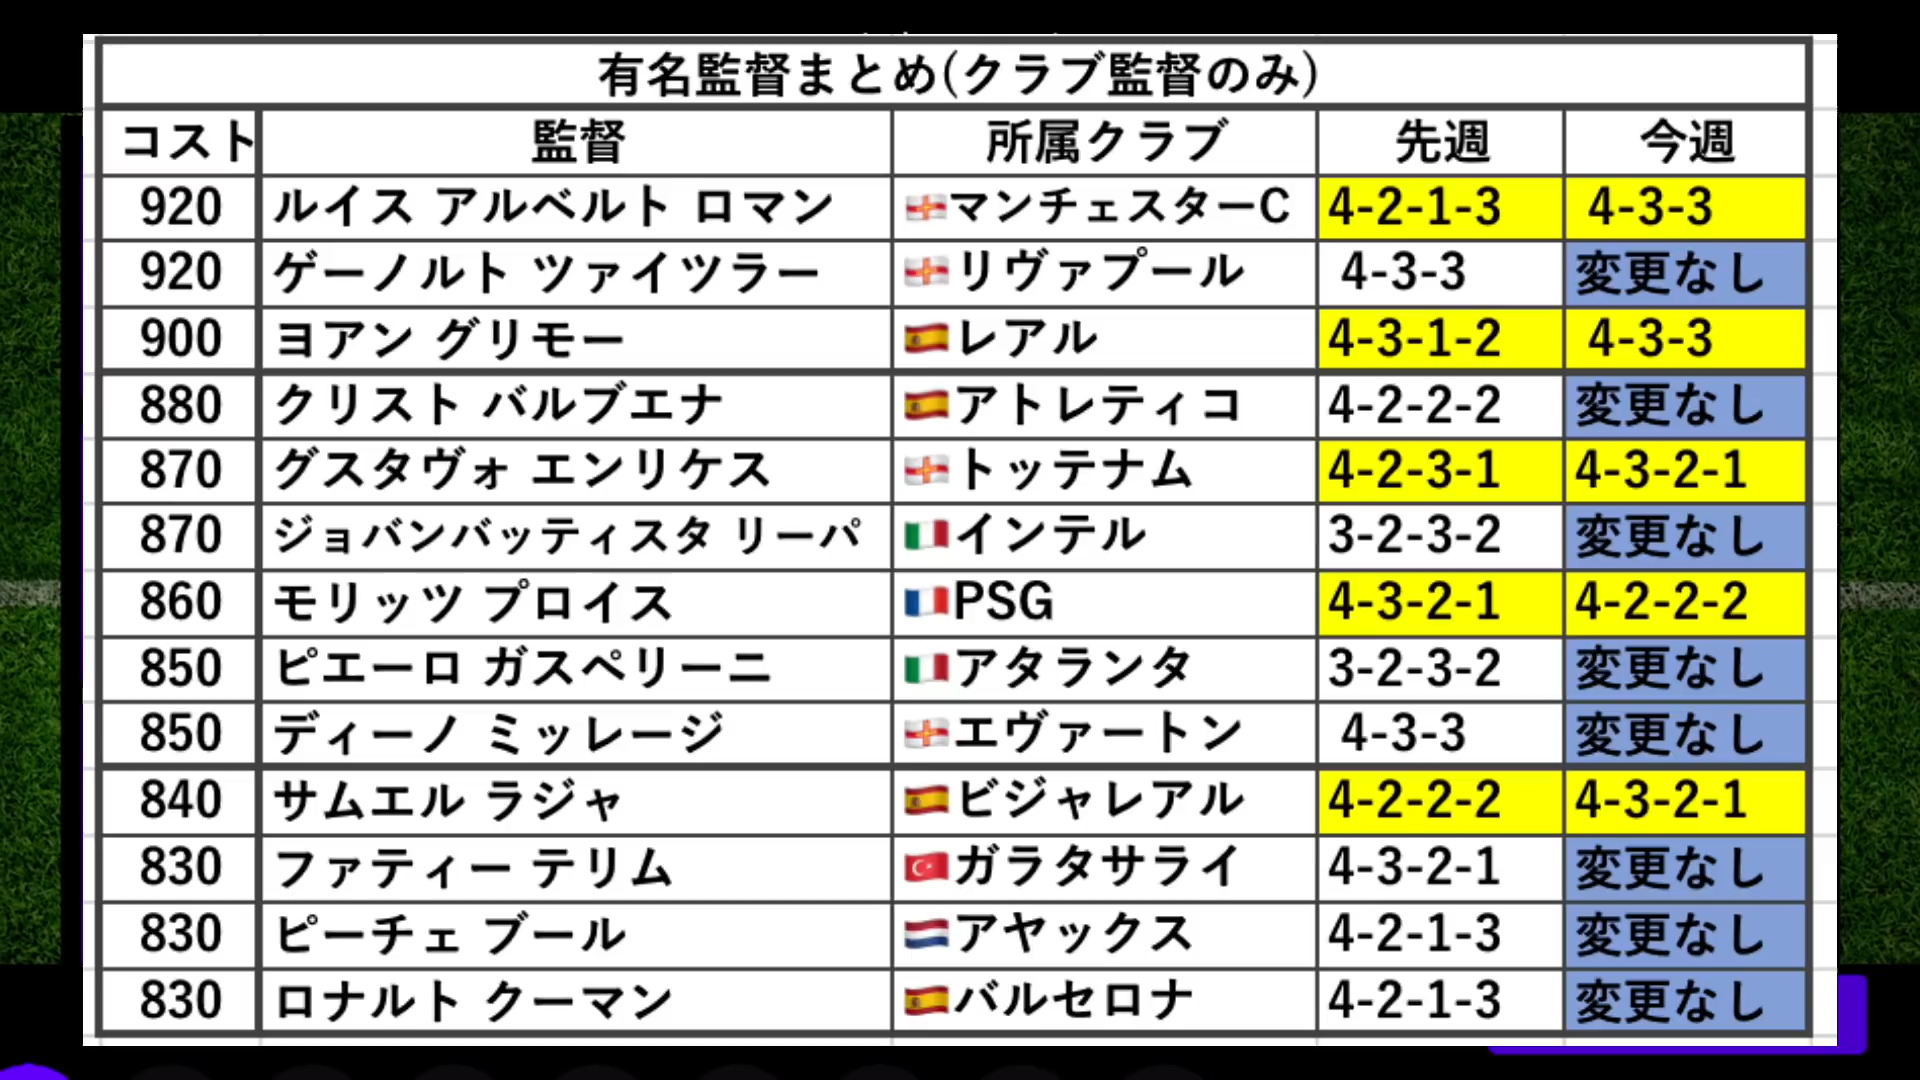 有名監督まとめ(クラブ監督のみ)
コスト 監督 所属クラブ 先週 今週
920 ルイス アルベルト ロマン マンチェスターC 4-2-1-3 4-3-3
920 ゲーノルト ツァイツラー リヴァプール 4-3-3 変更なし
900 ヨアン グリモー レアル 4-3-1-2 4-3-3
880 クリスト バルブエナ アトレティコ 4-2-2-2 変更なし
870 グスタヴォ エンリケス トッテナム 4-2-3-1 4-3-2-1
870 ジョバンバッティスタ リーパ インテル 3-2-3-2 変更なし
860 モリッツ プロイス PSG 4-3-2-1 4-2-2-2
850 ピエーロ ガスペリーニ アタランタ 3-2-3-2 変更なし
850 ディーノ ミッレージ エヴァートン 4-3-3 変更なし
840 サムエル ラジャ ビジャレアル 4-2-2-2 4-3-2-1
830 ファティー テリム ガラタサライ 4-3-2-1 変更なし
830 ピーチェ ブール アヤックス 4-2-1-3 変更なし
830 ロナルト クーマン バルセロナ 4-2-1-3 変更なし